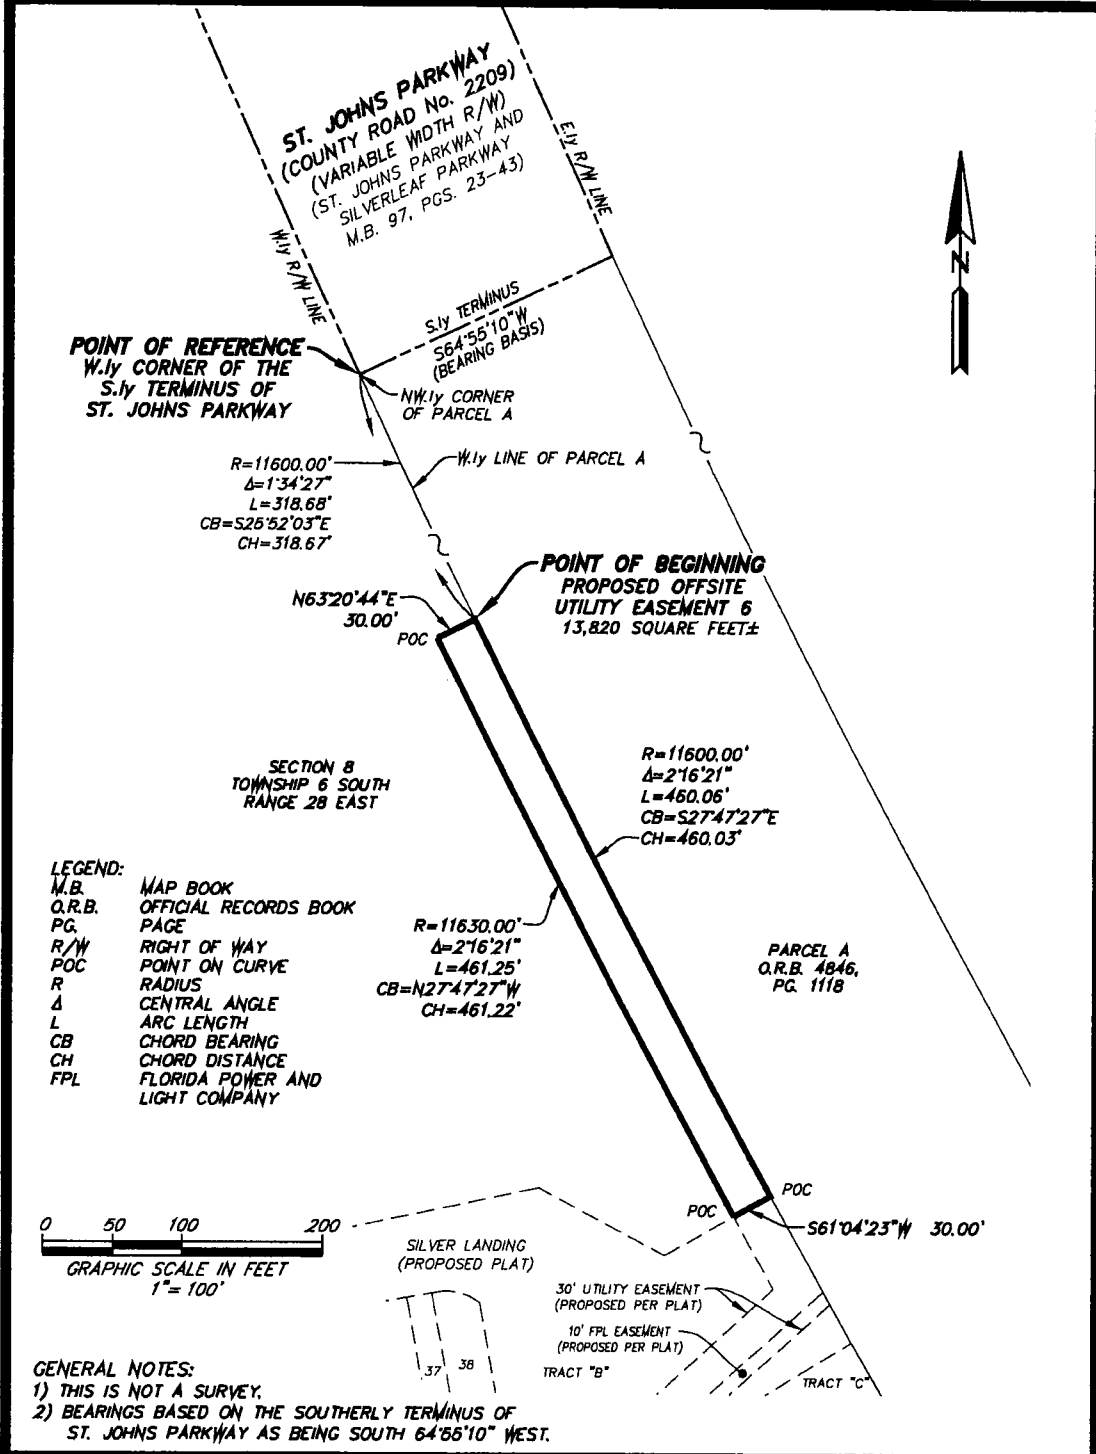 ST. JOHNS PARKWAY
(COUNTY ROAD No. 2209)
(VARIABLE WIDTH R/W)
(ST. JOHNS PARKWAY AND
SILVERLEAF PARKWAY
M.B. 97, PGS. 23-43)
E.ly R/W LINE
W.ly R/W LINE
N
S.ly TERMINUS
S64°55'10"W
(BEARING BASIS)
POINT OF REFERENCE
W.ly CORNER OF THE
S.ly TERMINUS OF
ST. JOHNS PARKWAY
NW.ly CORNER
OF PARCEL A
W.ly LINE OF PARCEL A
R=11600.00'
Δ=1°34'27"
L=318.68'
CB=S25°52'03"E
CH=318.67'
POINT OF BEGINNING
PROPOSED OFFSITE
UTILITY EASEMENT 6
13,820 SQUARE FEET±
N63°20'44"E
30.00'
POC
SECTION 8
TOWNSHIP 6 SOUTH
RANGE 28 EAST
R=11600.00'
Δ=2°16'21"
L=460.06'
CB=S27°47'27"E
CH=460.03'
LEGEND:
M.B. MAP BOOK
O.R.B. OFFICIAL RECORDS BOOK
PG. PAGE
R/W RIGHT OF WAY
POC POINT ON CURVE
R RADIUS
Δ CENTRAL ANGLE
L ARC LENGTH
CB CHORD BEARING
CH CHORD DISTANCE
FPL FLORIDA POWER AND
LIGHT COMPANY
R=11630.00'
Δ=2°16'21"
L=461.25'
CB=N27°47'27"W
CH=461.22'
PARCEL A
O.R.B. 4846,
PG. 1118
POC
POC
S61°04'23"W 30.00'
0 50 100 200
GRAPHIC SCALE IN FEET
1"= 100'
SILVER LANDING
(PROPOSED PLAT)
30' UTILITY EASEMENT
(PROPOSED PER PLAT)
10' FPL EASEMENT
(PROPOSED PER PLAT)
37
38
TRACT "B"
TRACT "C"
GENERAL NOTES:
1) THIS IS NOT A SURVEY.
2) BEARINGS BASED ON THE SOUTHERLY TERMINUS OF
ST. JOHNS PARKWAY AS BEING SOUTH 64°55'10" WEST.